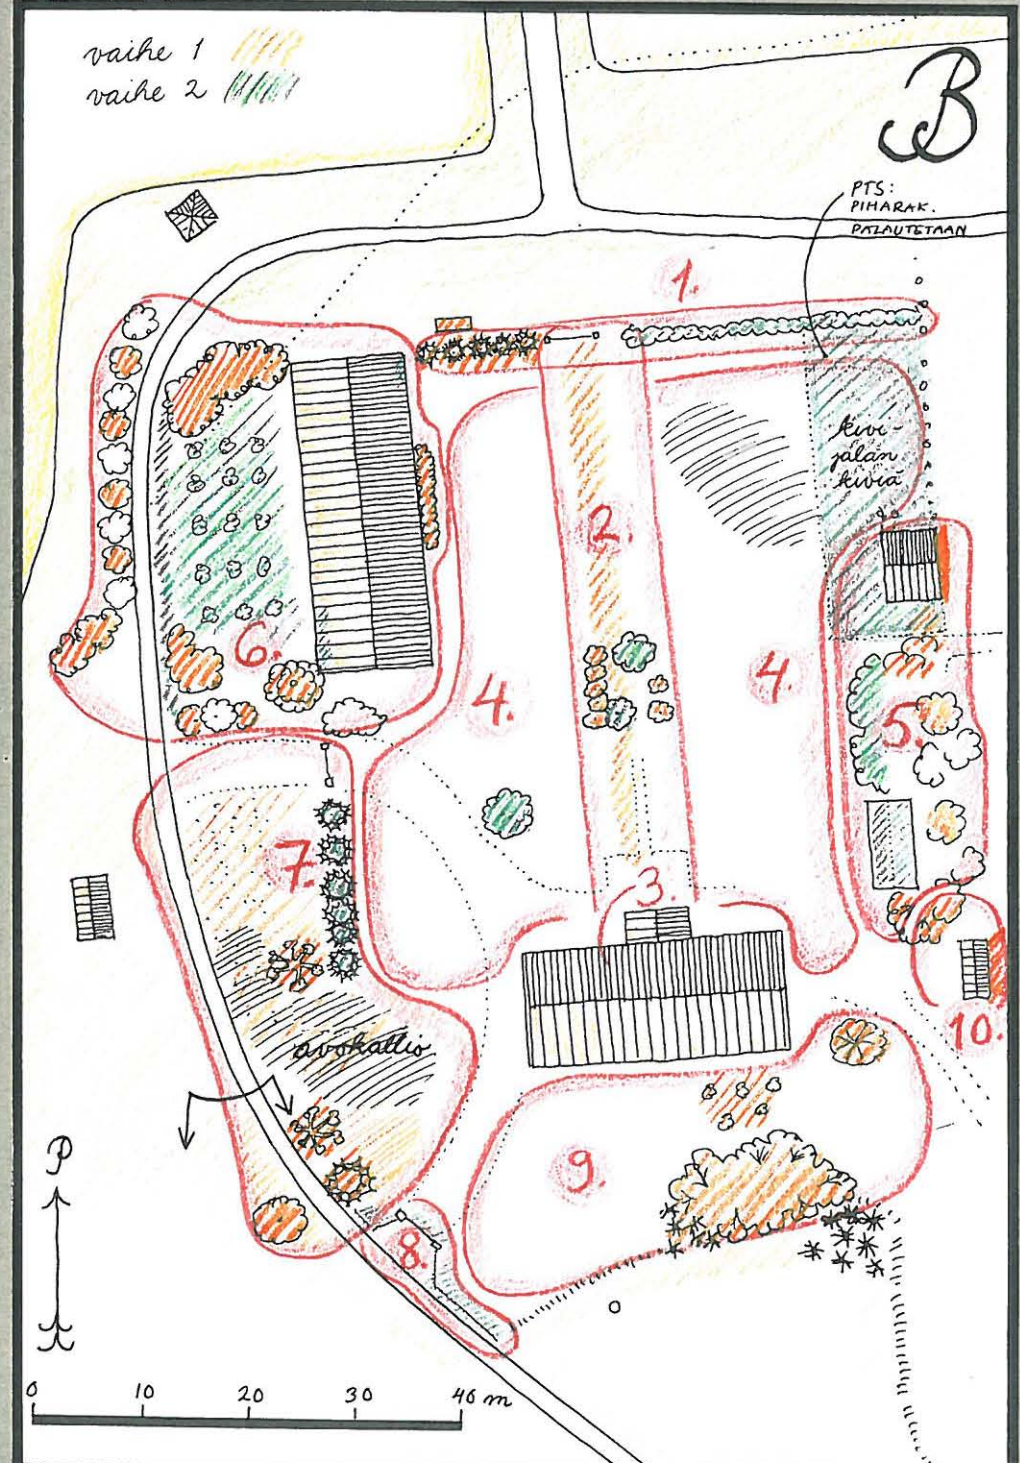 vaihe 1
vaihe 2
B
PTS:
PIHARAK.
PALAUTETAAN
1.
kivi-
jalan
kiviä
2.
6.
4.
4.
5.
7.
3.
avokallio
10.
9.
8.
P
0 10 20 30 40 m